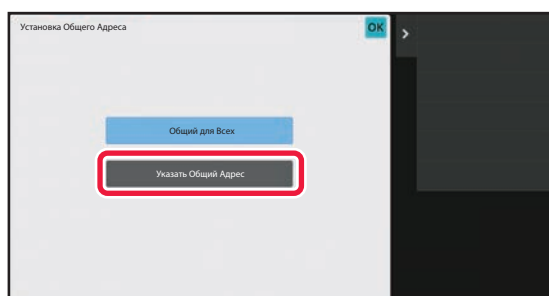 Установка Общего Адреса
OK
Общий для Всех
Указать Общий Адрес